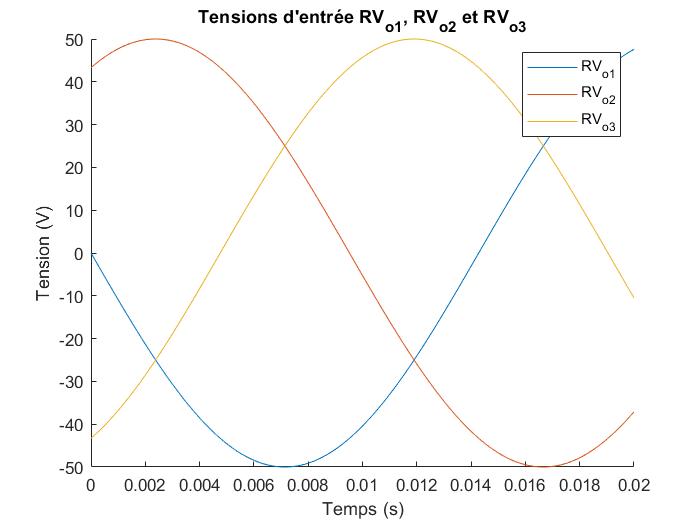 Tensions d'entrée RVo1, RVo2 et RVo3
50
40
30
20
10
0
-10
-20
-30
-40
-50
Tension (V)
RVo1
RVo2
RVo3
0 0.002 0.004 0.006 0.008 0.01 0.012 0.014 0.016 0.018 0.02
Temps (s)